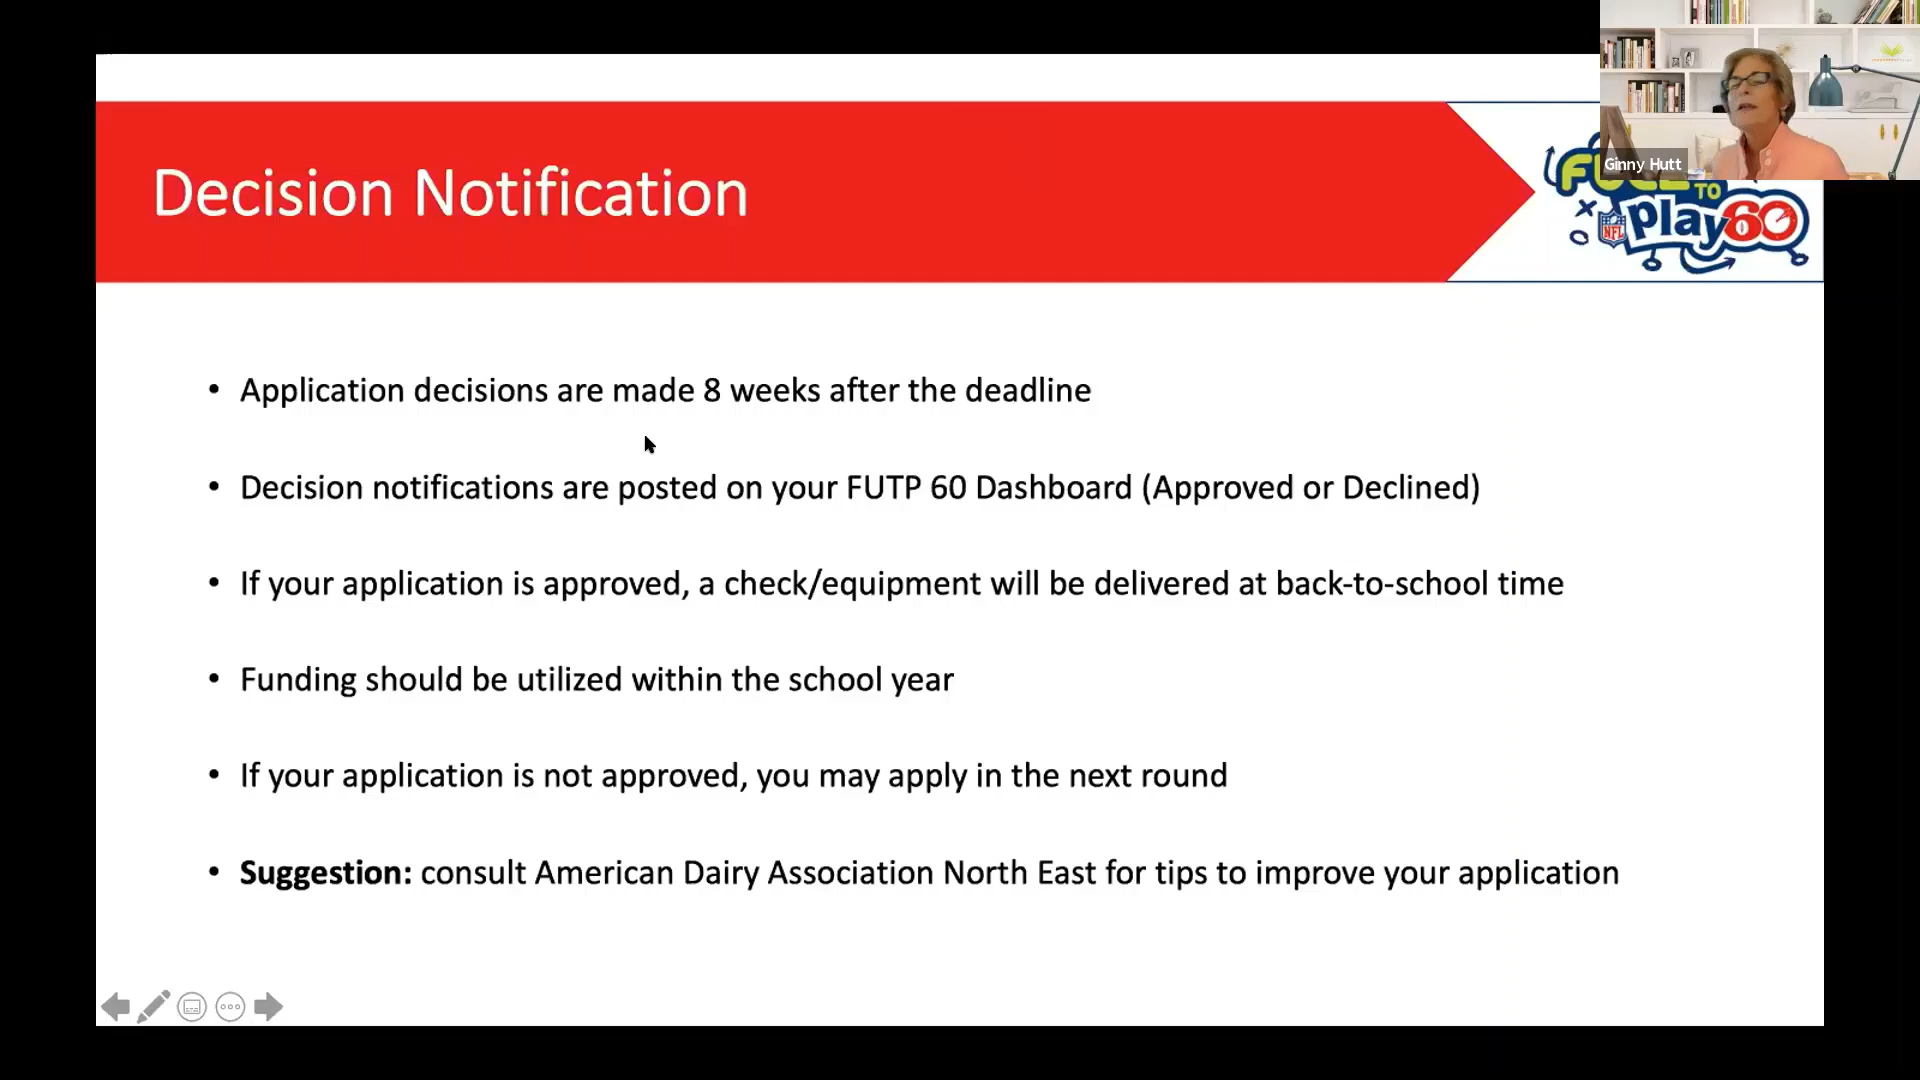 Decision Notification
Ginny Hutt
TO
NFL
play60
• Application decisions are made 8 weeks after the deadline
• Decision notifications are posted on your FUTP 60 Dashboard (Approved or Declined)
• If your application is approved, a check/equipment will be delivered at back-to-school time
• Funding should be utilized within the school year
• If your application is not approved, you may apply in the next round
• Suggestion: consult American Dairy Association North East for tips to improve your application